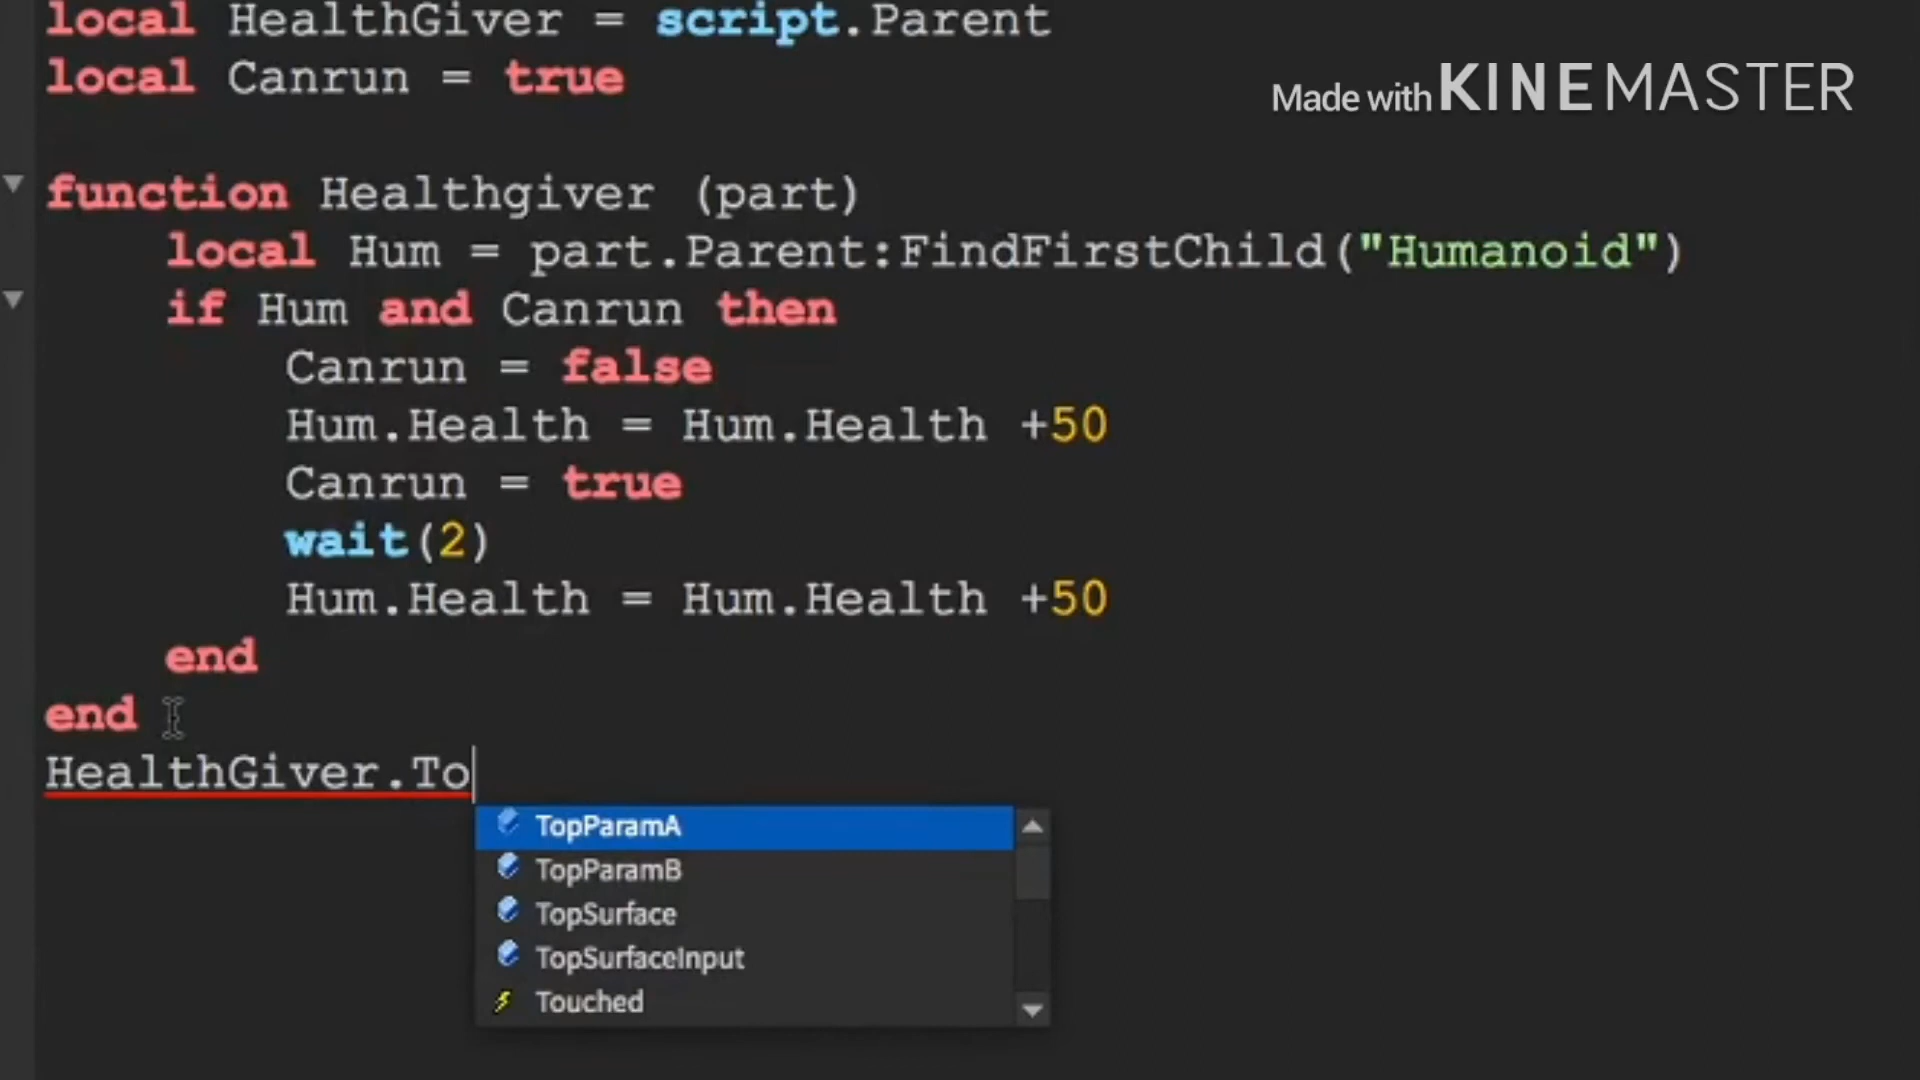 local HealthGiver = script.Parent
local Canrun = true
Made with KINEMASTER
function Healthgiver (part)
local Hum = part.Parent:FindFirstChild("Humanoid")
if Hum and Canrun then
Canrun = false
Hum.Health = Hum.Health +50
Canrun = true
wait(2)
Hum.Health = Hum.Health +50
end
end
HealthGiver.To
TopParamA
TopParamB
TopSurface
TopSurfaceInput
Touched